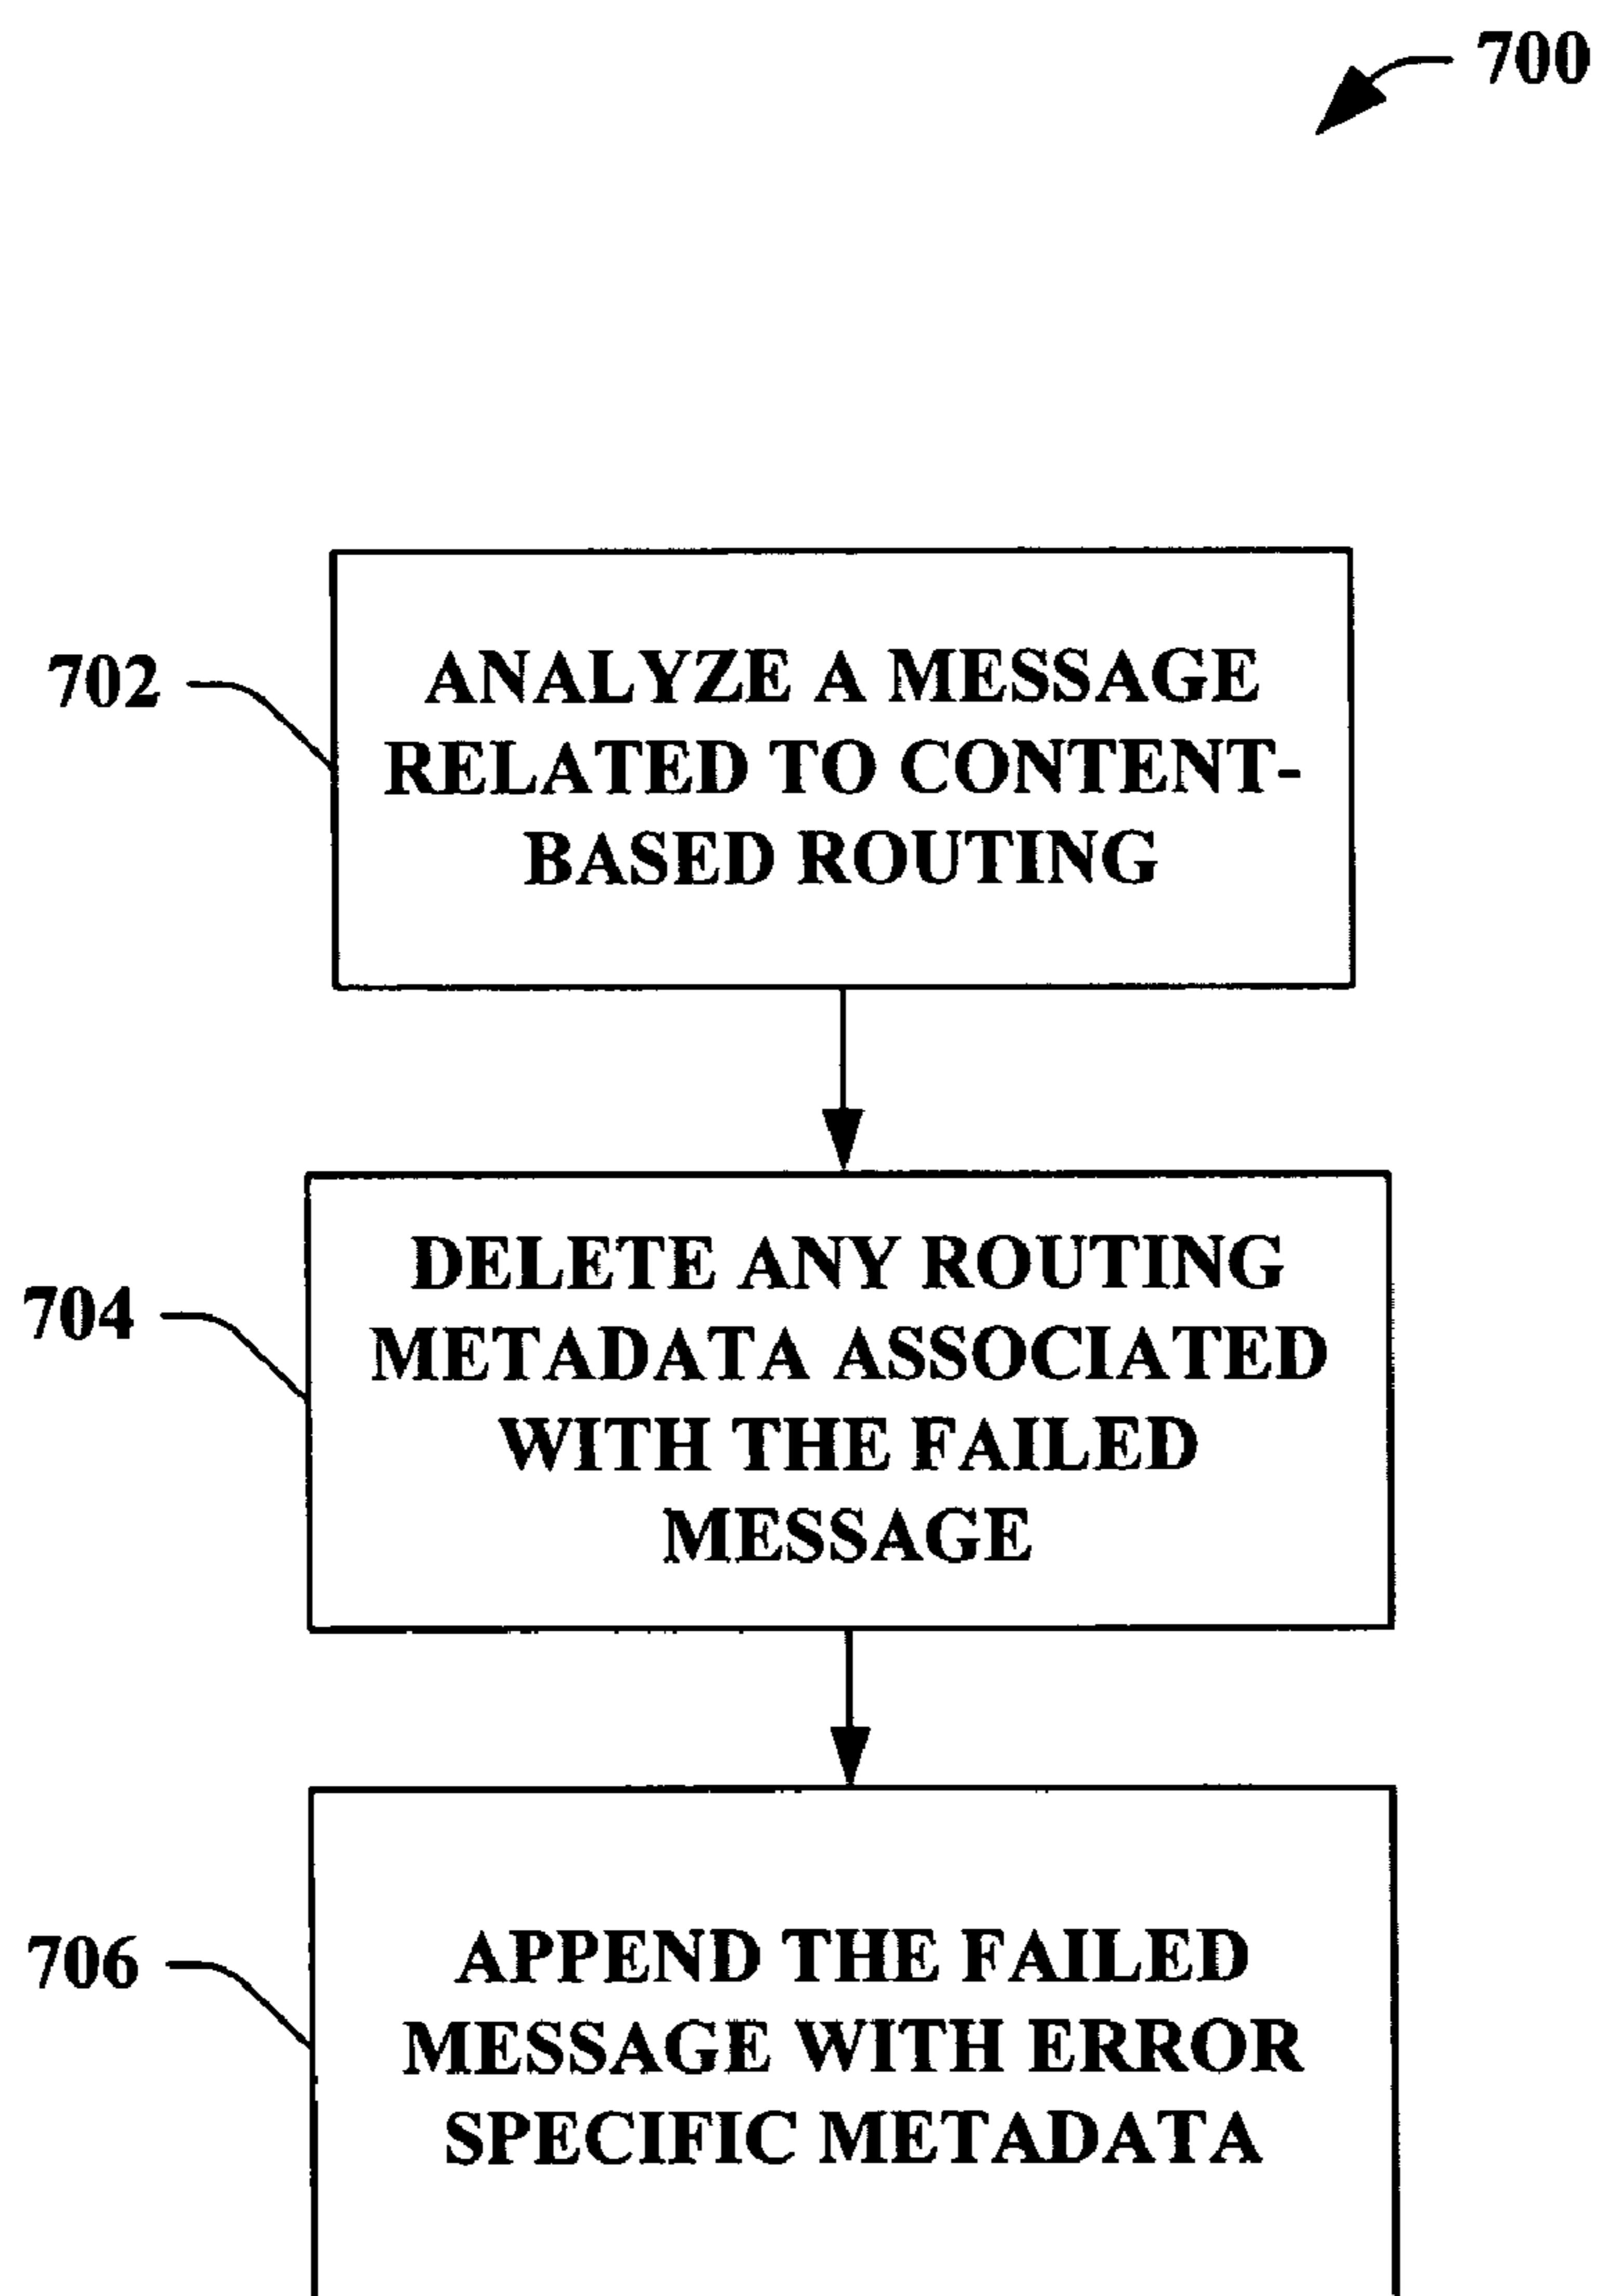 700
702
ANALYZE A MESSAGE
RELATED TO CONTENT-
BASED ROUTING
704
DELETE ANY ROUTING
METADATA ASSOCIATED
WITH THE FAILED
MESSAGE
706
APPEND THE FAILED
MESSAGE WITH ERROR
SPECIFIC METADATA